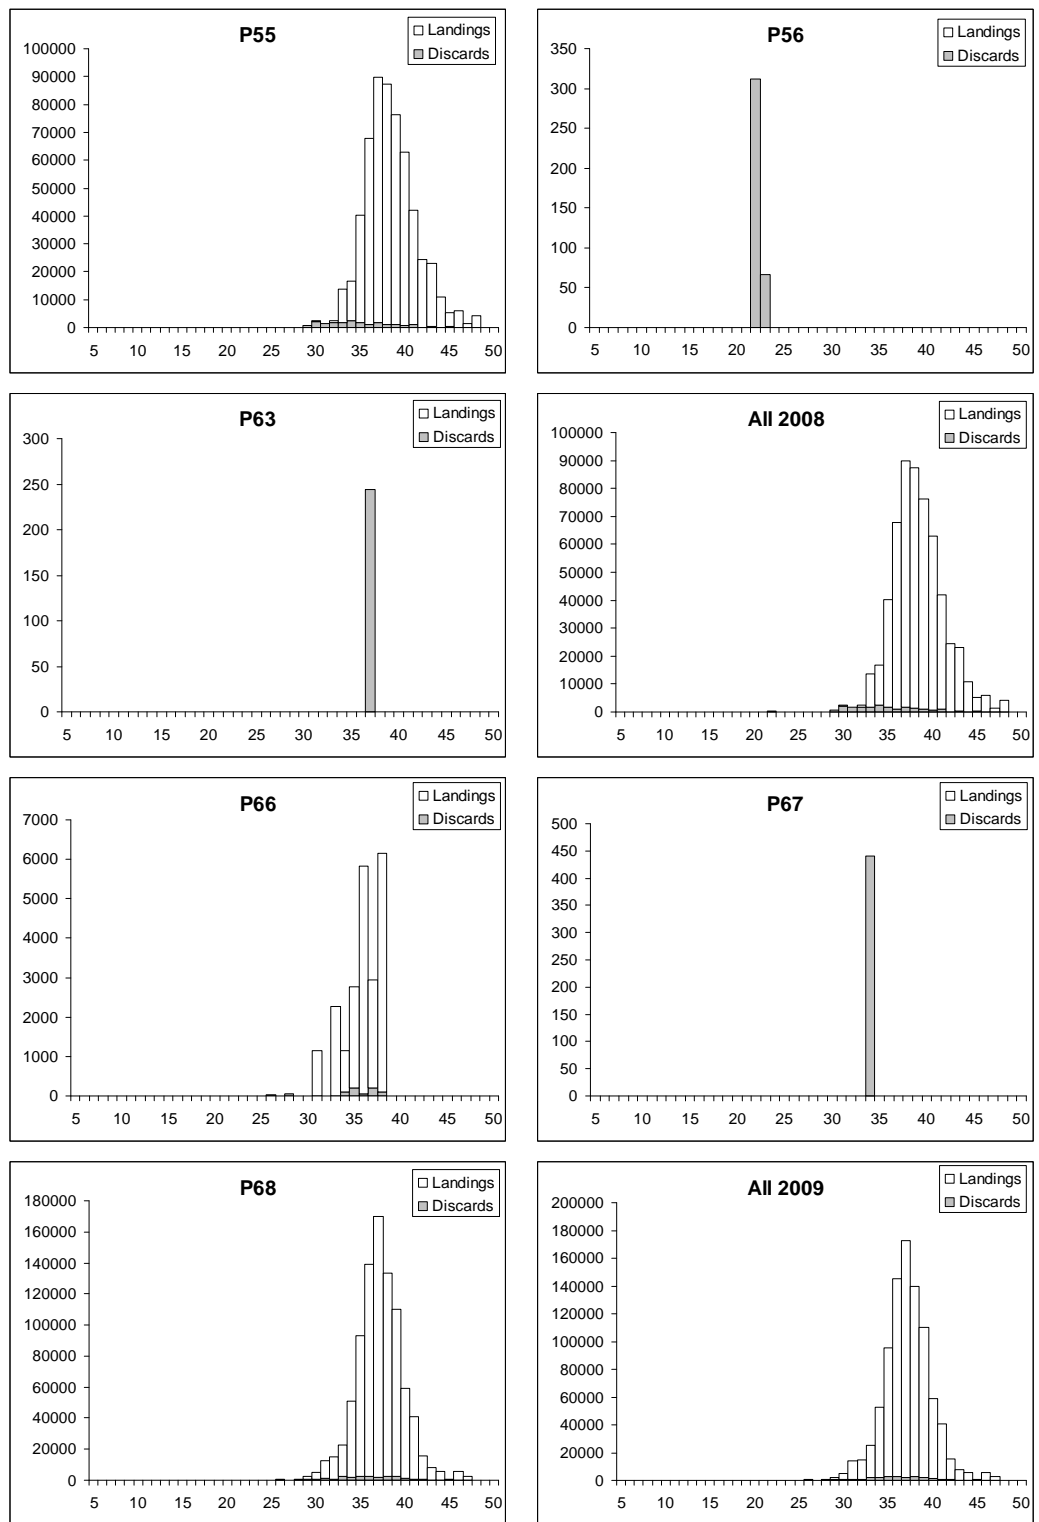 P55
Landings
Discards
100000
90000
80000
70000
60000
50000
40000
30000
20000
10000
0
5 10 15 20 25 30 35 40 45 50
P56
Landings
Discards
350
300
250
200
150
100
50
0
5 10 15 20 25 30 35 40 45 50
P63
Landings
Discards
300
250
200
150
100
50
0
5 10 15 20 25 30 35 40 45 50
All 2008
Landings
Discards
100000
90000
80000
70000
60000
50000
40000
30000
20000
10000
0
5 10 15 20 25 30 35 40 45 50
P66
Landings
Discards
7000
6000
5000
4000
3000
2000
1000
0
5 10 15 20 25 30 35 40 45 50
P67
Landings
Discards
500
450
400
350
300
250
200
150
100
50
0
5 10 15 20 25 30 35 40 45 50
P68
Landings
Discards
180000
160000
140000
120000
100000
80000
60000
40000
20000
0
5 10 15 20 25 30 35 40 45 50
All 2009
Landings
Discards
200000
180000
160000
140000
120000
100000
80000
60000
40000
20000
0
5 10 15 20 25 30 35 40 45 50